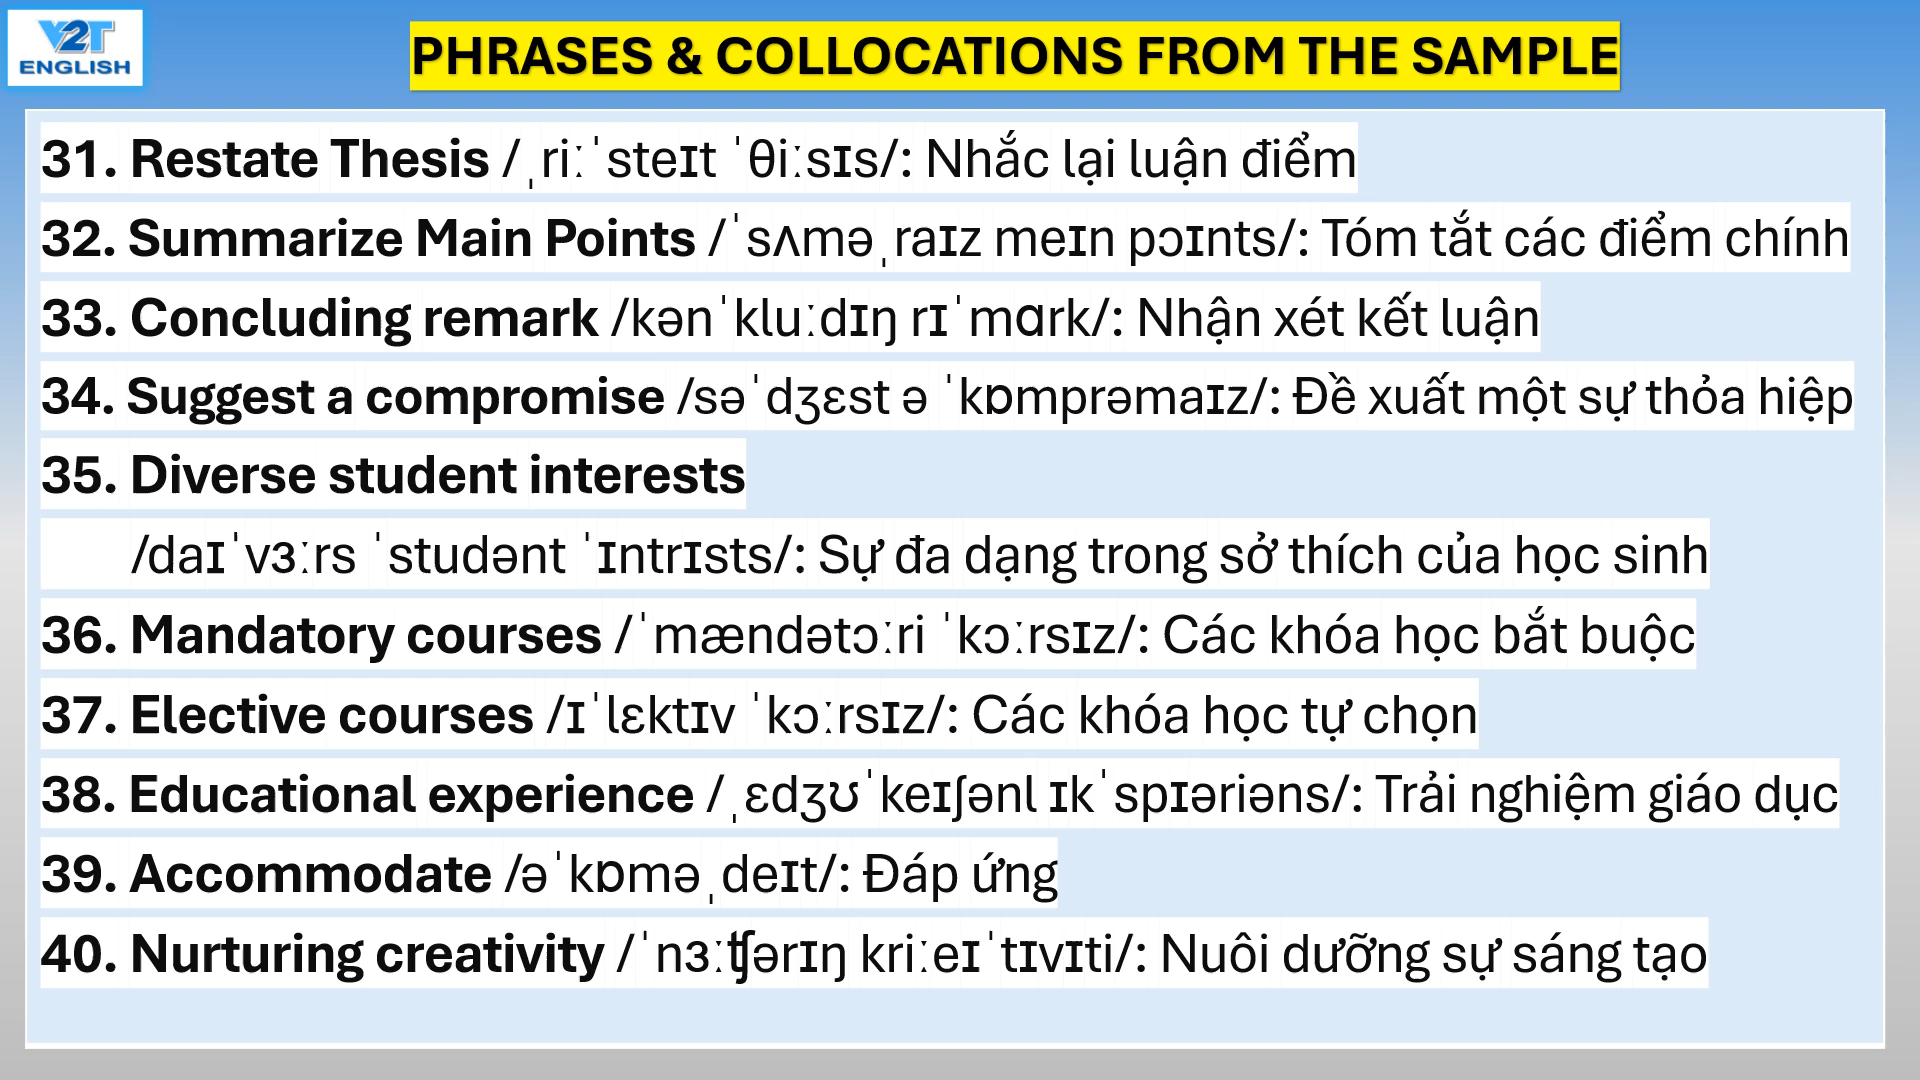 V2T
ENGLISH
PHRASES & COLLOCATIONS FROM THE SAMPLE
31. Restate Thesis /ˌriːˈsteɪt ˈθiːsɪs/: Nhắc lại luận điểm
32. Summarize Main Points /ˈsʌməˌraɪz meɪn pɔɪnts/: Tóm tắt các điểm chính
33. Concluding remark /kənˈkluːdɪŋ rɪˈmɑrk/: Nhận xét kết luận
34. Suggest a compromise /səˈdʒɛst ə ˈkɒmprəmaɪz/: Đề xuất một sự thỏa hiệp
35. Diverse student interests
/daɪˈvɜːrs ˈstudənt ˈɪntrɪsts/: Sự đa dạng trong sở thích của học sinh
36. Mandatory courses /ˈmændətɔːri ˈkɔːrsɪz/: Các khóa học bắt buộc
37. Elective courses /ɪˈlɛktɪv ˈkɔːrsɪz/: Các khóa học tự chọn
38. Educational experience /ˌɛdʒʊˈkeɪʃənl ɪkˈspɪəriəns/: Trải nghiệm giáo dục
39. Accommodate /əˈkɒməˌdeɪt/: Đáp ứng
40. Nurturing creativity /ˈnɜːʧərɪŋ kriːeɪˈtɪvɪti/: Nuôi dưỡng sự sáng tạo